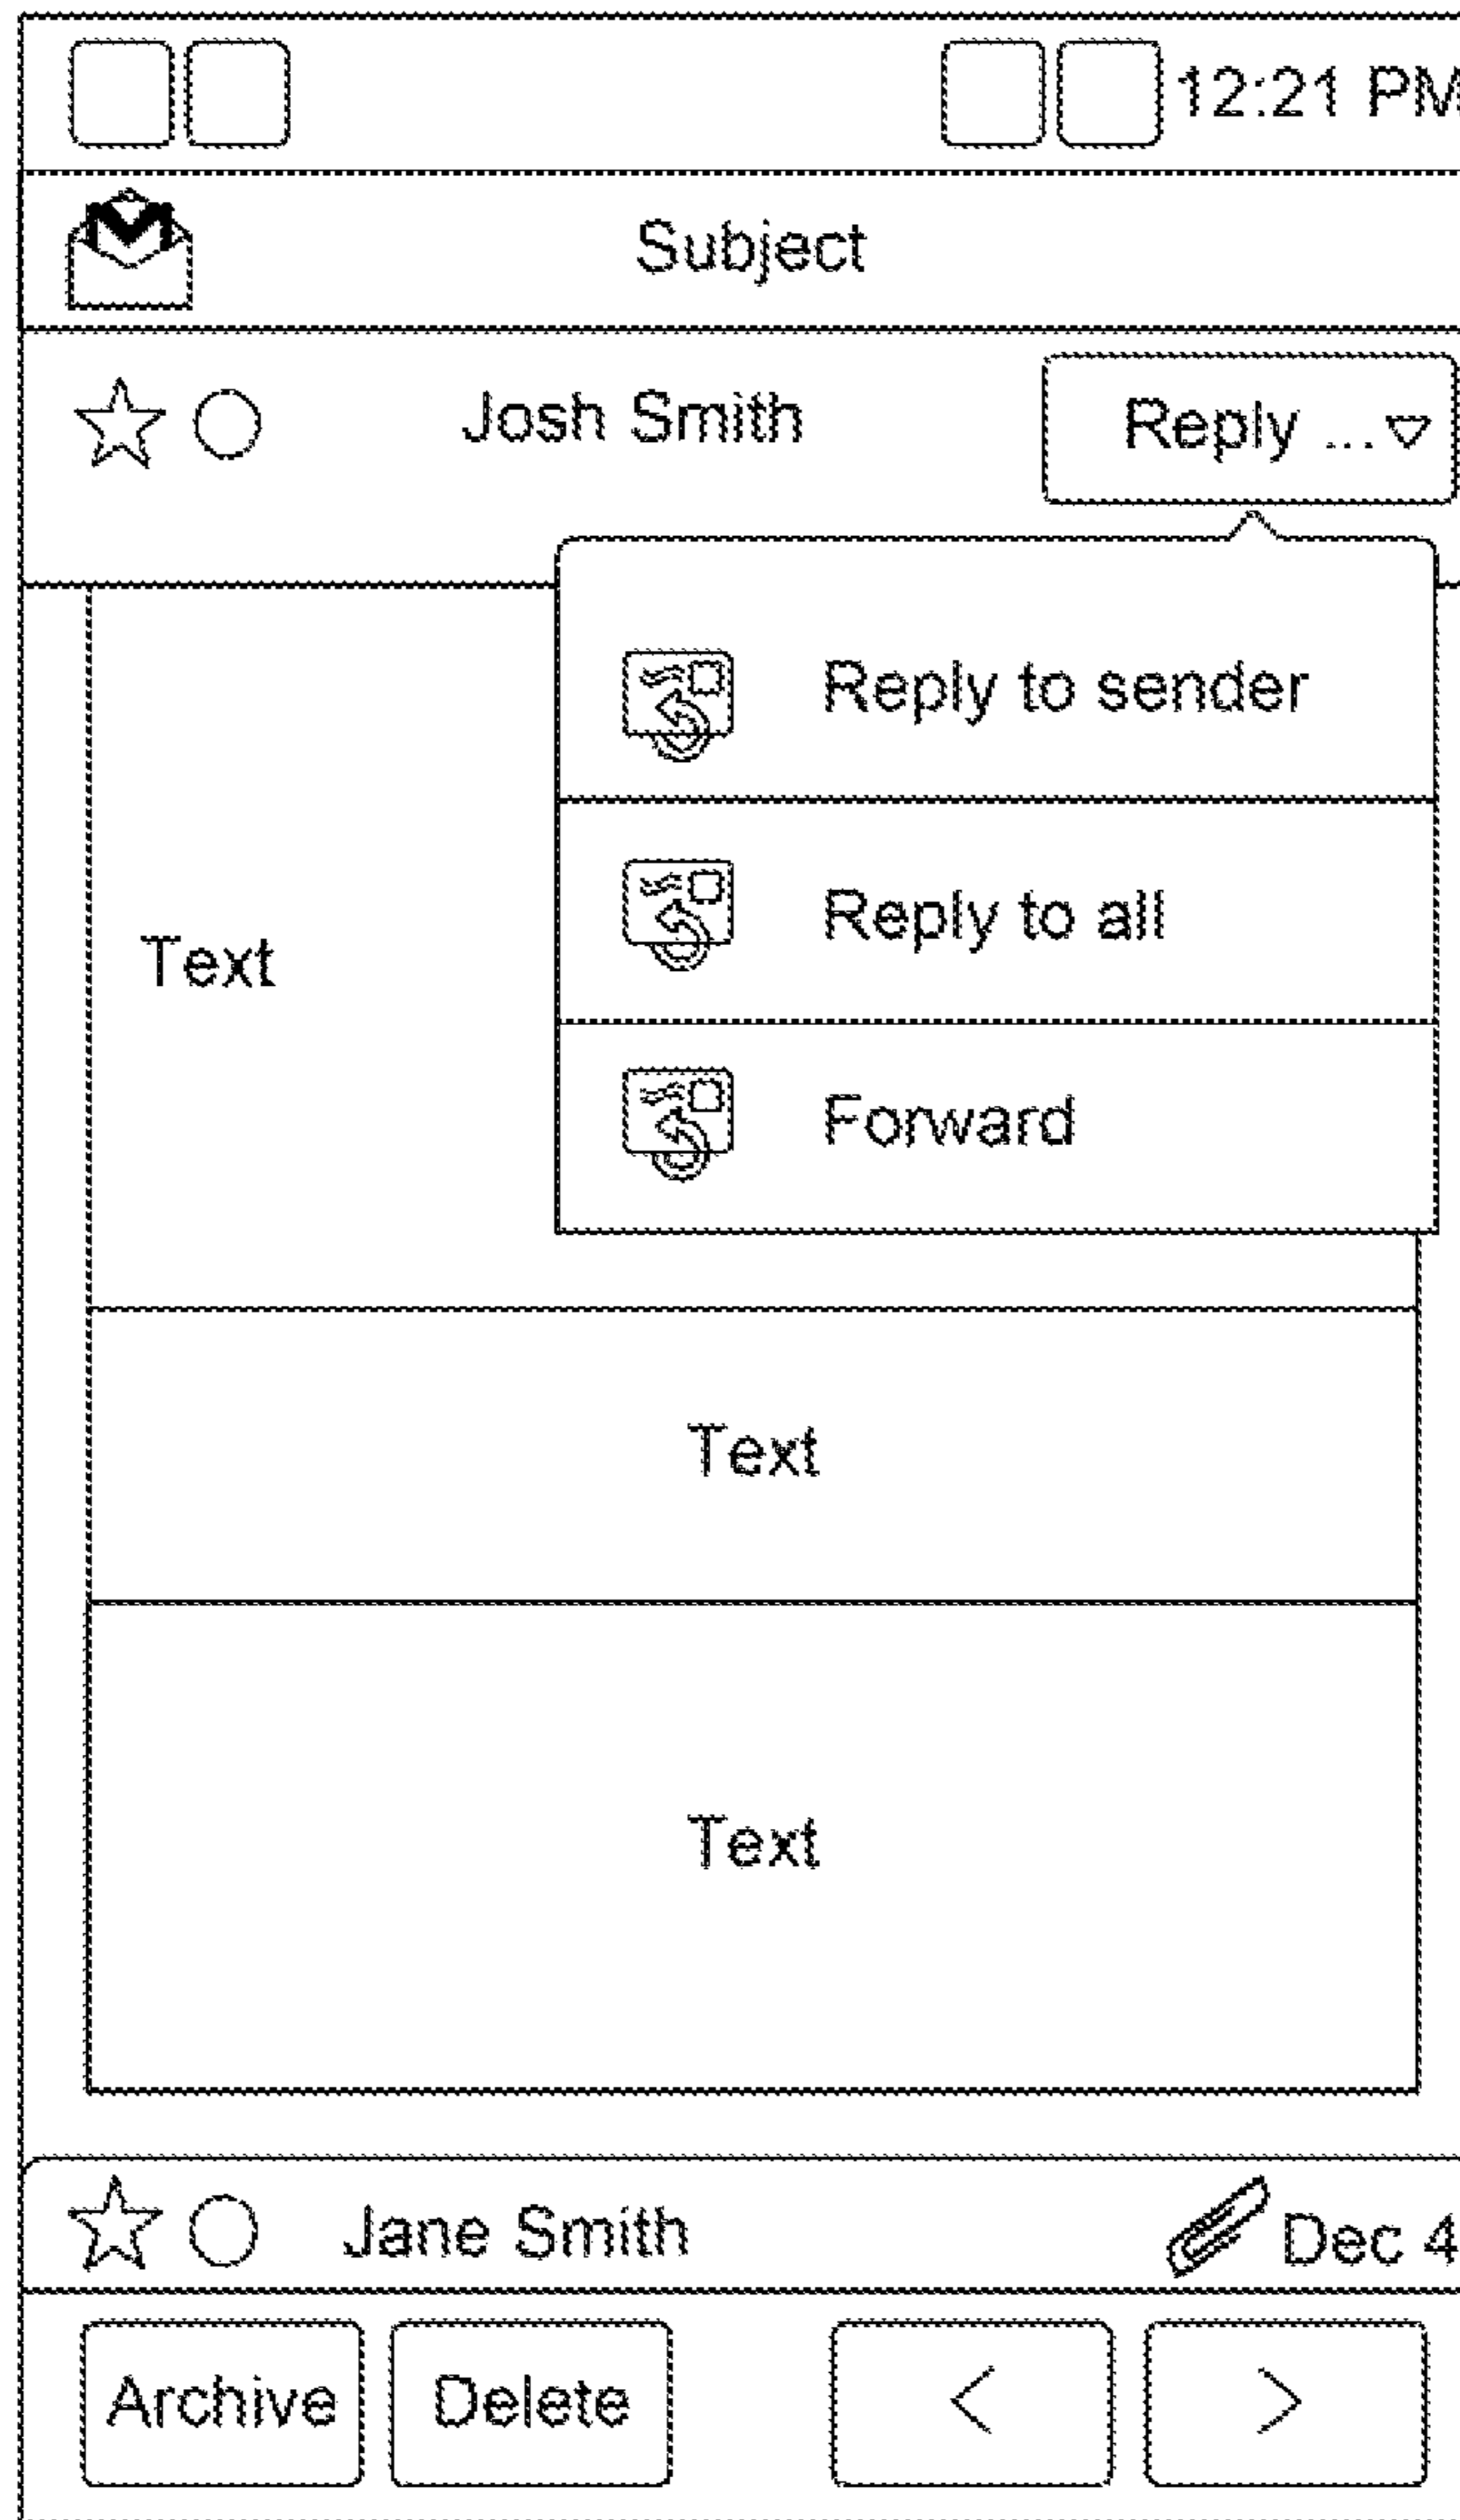 12:21 PM
Subject
Josh Smith
Reply ...
Reply to sender
Reply to all
Text
Forward
Text
Text
Jane Smith
Dec 4
Archive
Delete
<
>